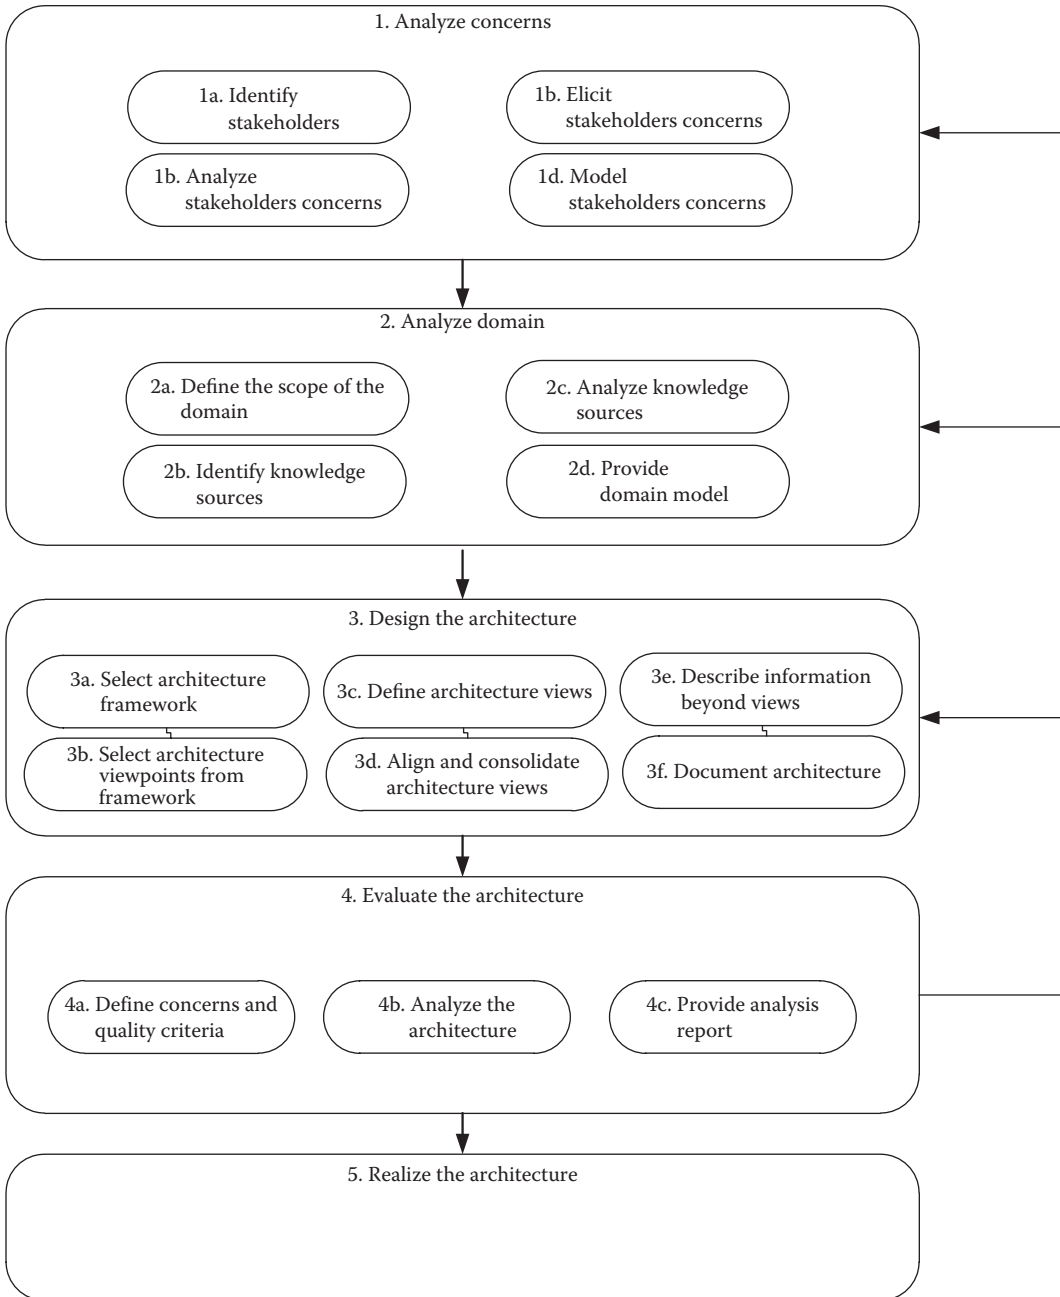 1. Analyze concerns
1a. Identify
stakeholders
1b. Elicit
stakeholders concerns
1b. Analyze
stakeholders concerns
1d. Model
stakeholders concerns
2. Analyze domain
2a. Define the scope of the
domain
2c. Analyze knowledge
sources
2b. Identify knowledge
sources
2d. Provide
domain model
3. Design the architecture
3a. Select architecture
framework
3c. Define architecture views
3e. Describe information
beyond views
3b. Select architecture
viewpoints from
framework
3d. Align and consolidate
architecture views
3f. Document architecture
4. Evaluate the architecture
4a. Define concerns and
quality criteria
4b. Analyze the
architecture
4c. Provide analysis
report
5. Realize the architecture